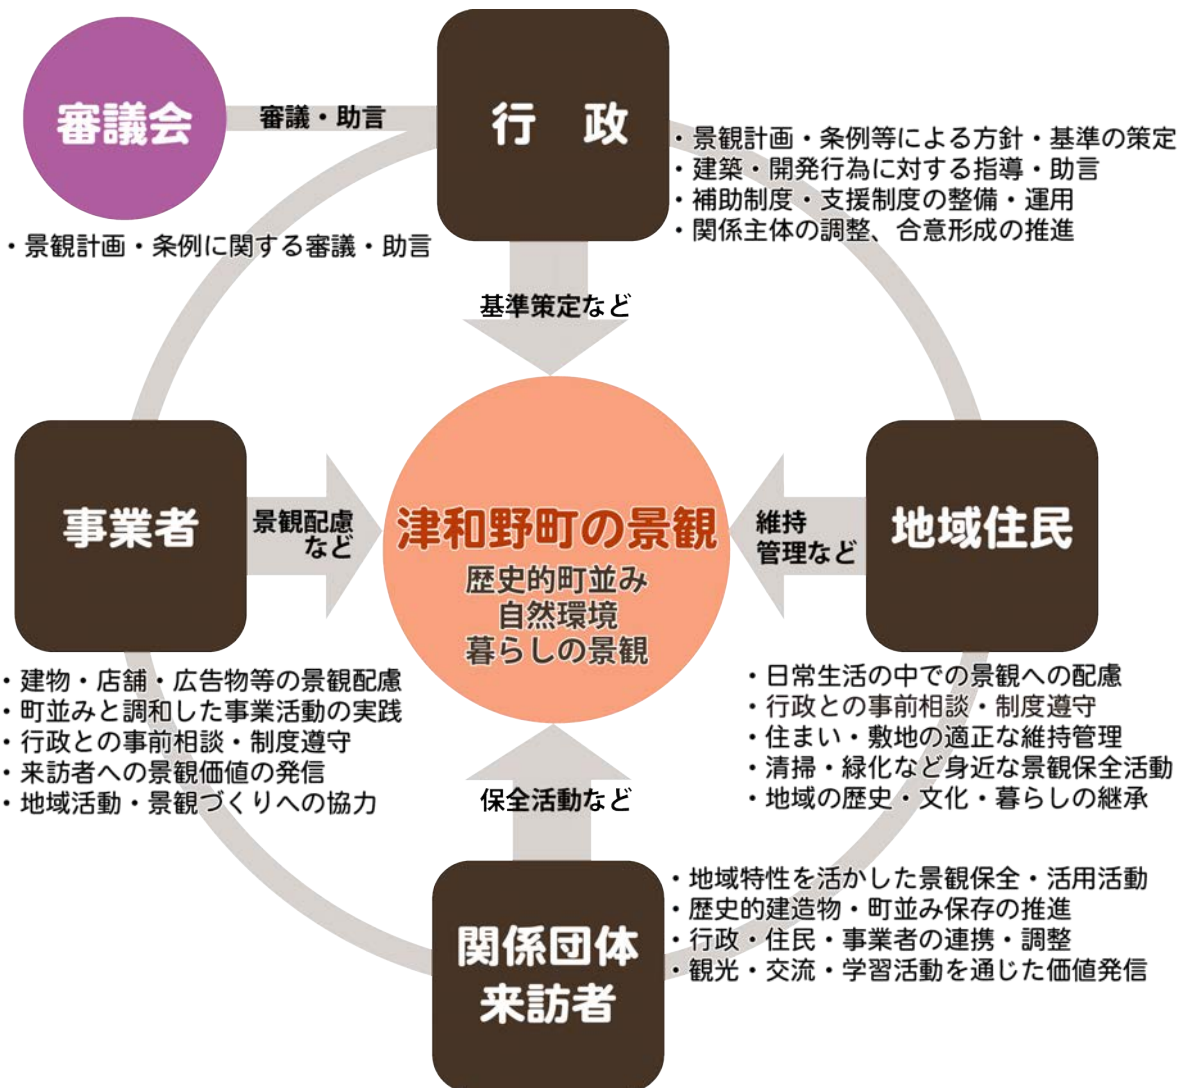 審議会
審議・助言
・景観計画・条例に関する審議・助言
行　政
・景観計画・条例等による方針・基準の策定
・建築・開発行為に対する指導・助言
・補助制度・支援制度の整備・運用
・関係主体の調整、合意形成の推進
基準策定など
事業者
景観配慮
など
津和野町の景観
歴史的町並み
自然環境
暮らしの景観
維持
管理など
地域住民
・建物・店舗・広告物等の景観配慮
・町並みと調和した事業活動の実践
・行政との事前相談・制度遵守
・来訪者への景観価値の発信
・地域活動・景観づくりへの協力
・日常生活の中での景観への配慮
・行政との事前相談・制度遵守
・住まい・敷地の適正な維持管理
・清掃・緑化など身近な景観保全活動
・地域の歴史・文化・暮らしの継承
保全活動など
関係団体
来訪者
・地域特性を活かした景観保全・活用活動
・歴史的建造物・町並み保存の推進
・行政・住民・事業者の連携・調整
・観光・交流・学習活動を通じた価値発信